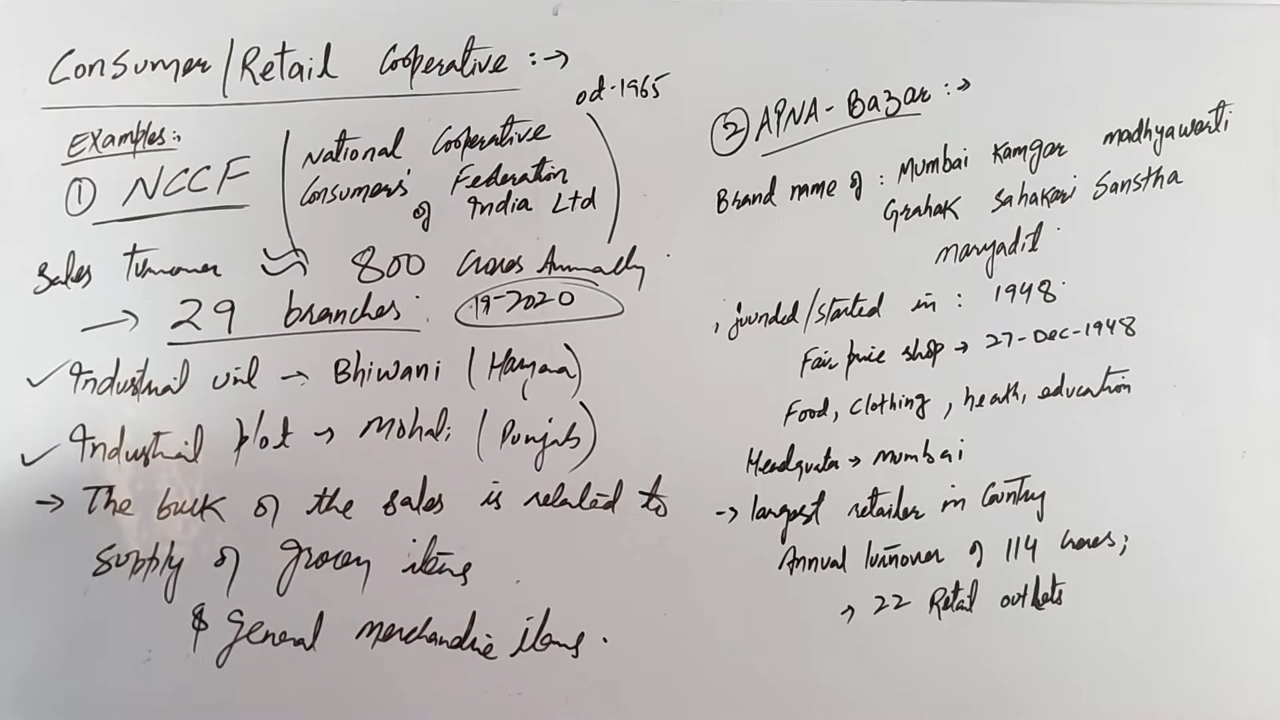 Consumer/Retail Cooperative :→
Examples:
① NCCF
od-1965
National Cooperative
Consumers' Federation
of India Ltd
Sales Turnover ≈ 800 Crores Annually
→ 29 branches 19-2020
✓ Industrial unit → Bhiwani (Haryana)
✓ Industrial plot → Mohali (Punjab)
→ The bulk of the sales is related to
supply of grocery items
& General merchandise items.
② APNA-Bazar :→
Brand name of : Mumbai Kamgar madhyawarti
Grahak Sahakari Sanstha
maryadit
founded/started in : 1948
Fair price shop → 27-Dec-1948
Food, Clothing, heath, education
Headquata → mumbai
→ largest retailer in Country
Annual turnover of 114 crores;
→ 22 Retail outlets